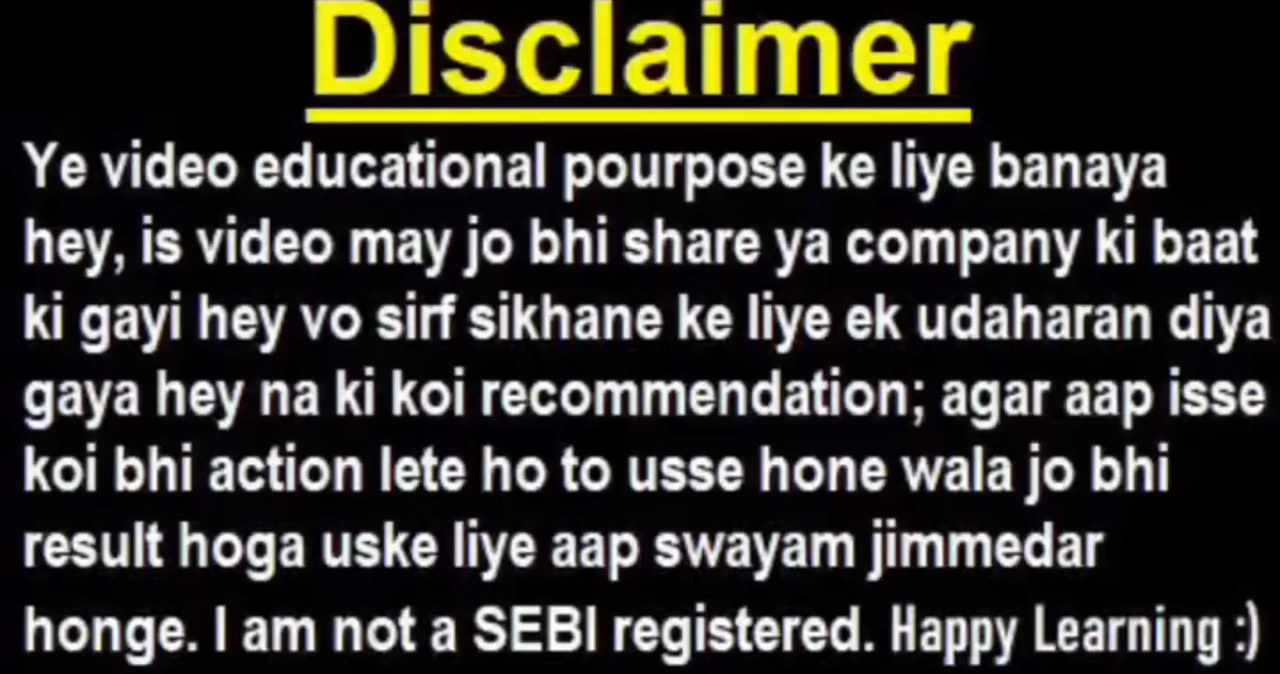 Disclaimer
Ye video educational pourpose ke liye banaya
hey, is video may jo bhi share ya company ki baat
ki gayi hey vo sirf sikhane ke liye ek udaharan diya
gaya hey na ki koi recommendation; agar aap isse
koi bhi action lete ho to usse hone wala jo bhi
result hoga uske liye aap swayam jimmedar
honge. I am not a SEBI registered. Happy Learning :)